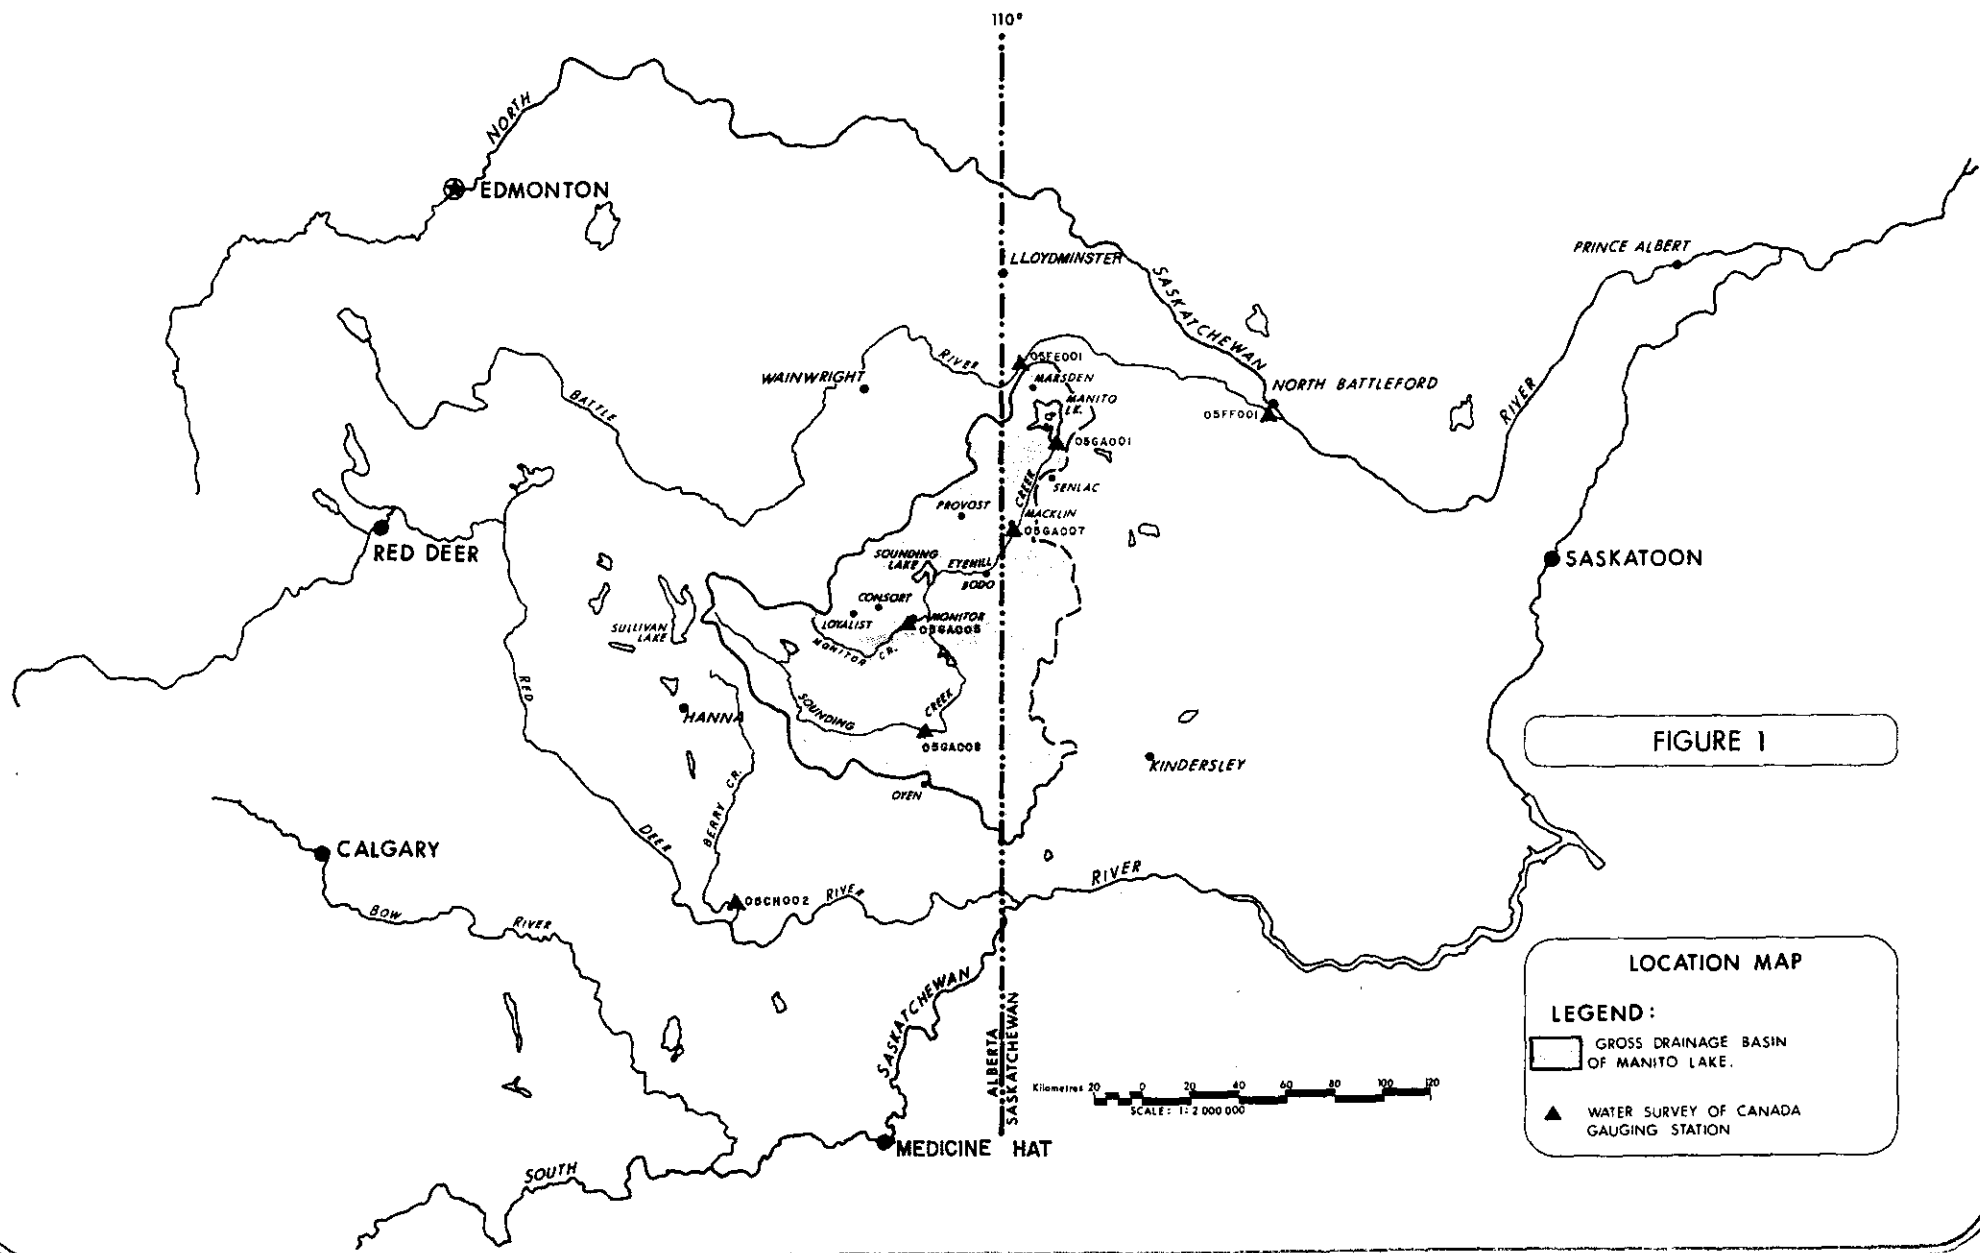 110°
NORTH
EDMONTON
LLOYDMINSTER
SASKATCHEWAN
PRINCE ALBERT
RIVER
05FE001
MARSDEN
WAINWRIGHT
RIVER
BATTLE
MANITO
LK.
NORTH BATTLEFORD
05FF001
05GA001
CREEK
SENLAC
PROVOST
MACKLIN
05GA007
RED DEER
SASKATOON
SOUNDING
LAKE
EYEHILL
BODO
CONSORT
LOYALIST
MONITOR
MONITOR CR.
SULLIVAN
LAKE
RED
HANNA
SOUNDING
CREEK
05GA008
FIGURE 1
KINDERSLEY
OYEN
BERRY CR.
DEER
CALGARY
RIVER
RIVER
05CH002
BOW
RIVER
SASKATCHEWAN
ALBERTA
SASKATCHEWAN
LOCATION MAP
LEGEND :
GROSS DRAINAGE BASIN
OF MANITO LAKE.
WATER SURVEY OF CANADA
GAUGING STATION
Kilometres 20 0 20 40 60 80 100 120
SCALE : 1: 2 000 000
MEDICINE HAT
SOUTH